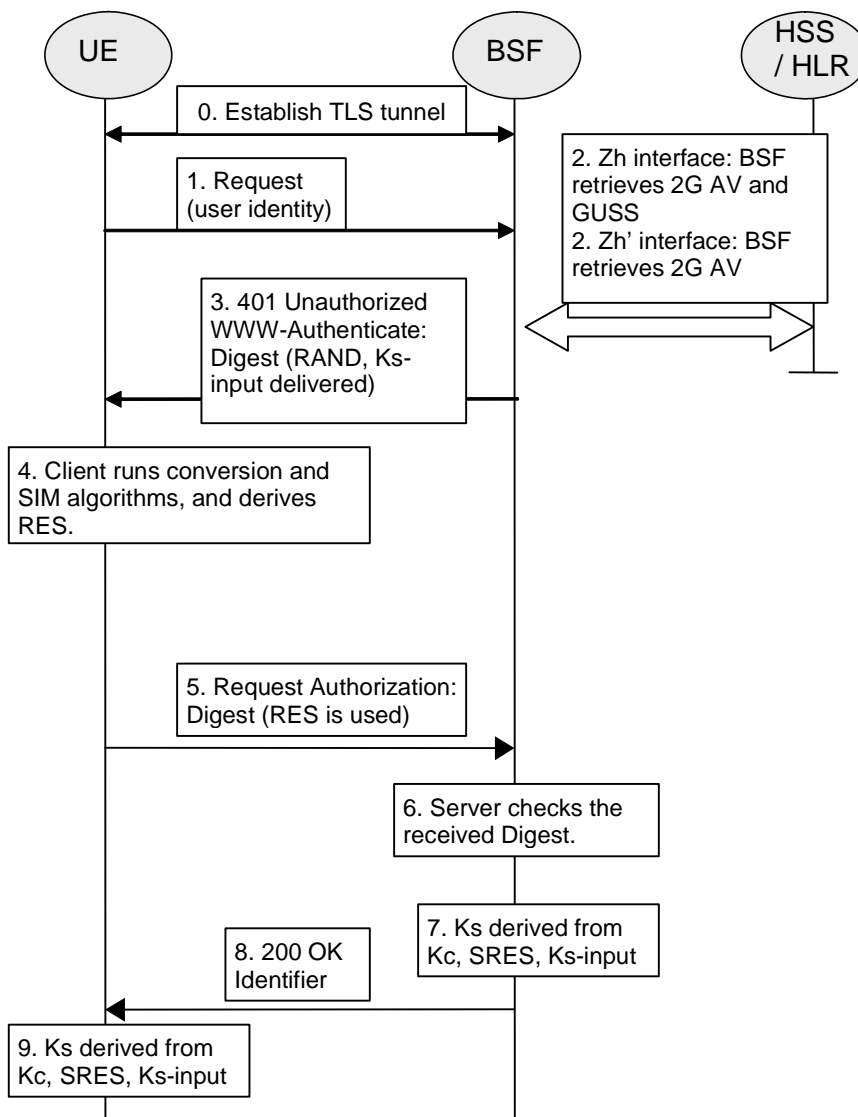 UE
BSF
HSS
/ HLR
0. Establish TLS tunnel
2. Zh interface: BSF
retrieves 2G AV and
GUSS
2. Zh’ interface: BSF
retrieves 2G AV
1. Request
(user identity)
3. 401 Unauthorized
WWW-Authenticate:
Digest (RAND, Ks-
input delivered)
4. Client runs conversion and
SIM algorithms, and derives
RES.
5. Request Authorization:
Digest (RES is used)
6. Server checks the
received Digest.
7. Ks derived from
Kc, SRES, Ks-input
8. 200 OK
Identifier
9. Ks derived from
Kc, SRES, Ks-input